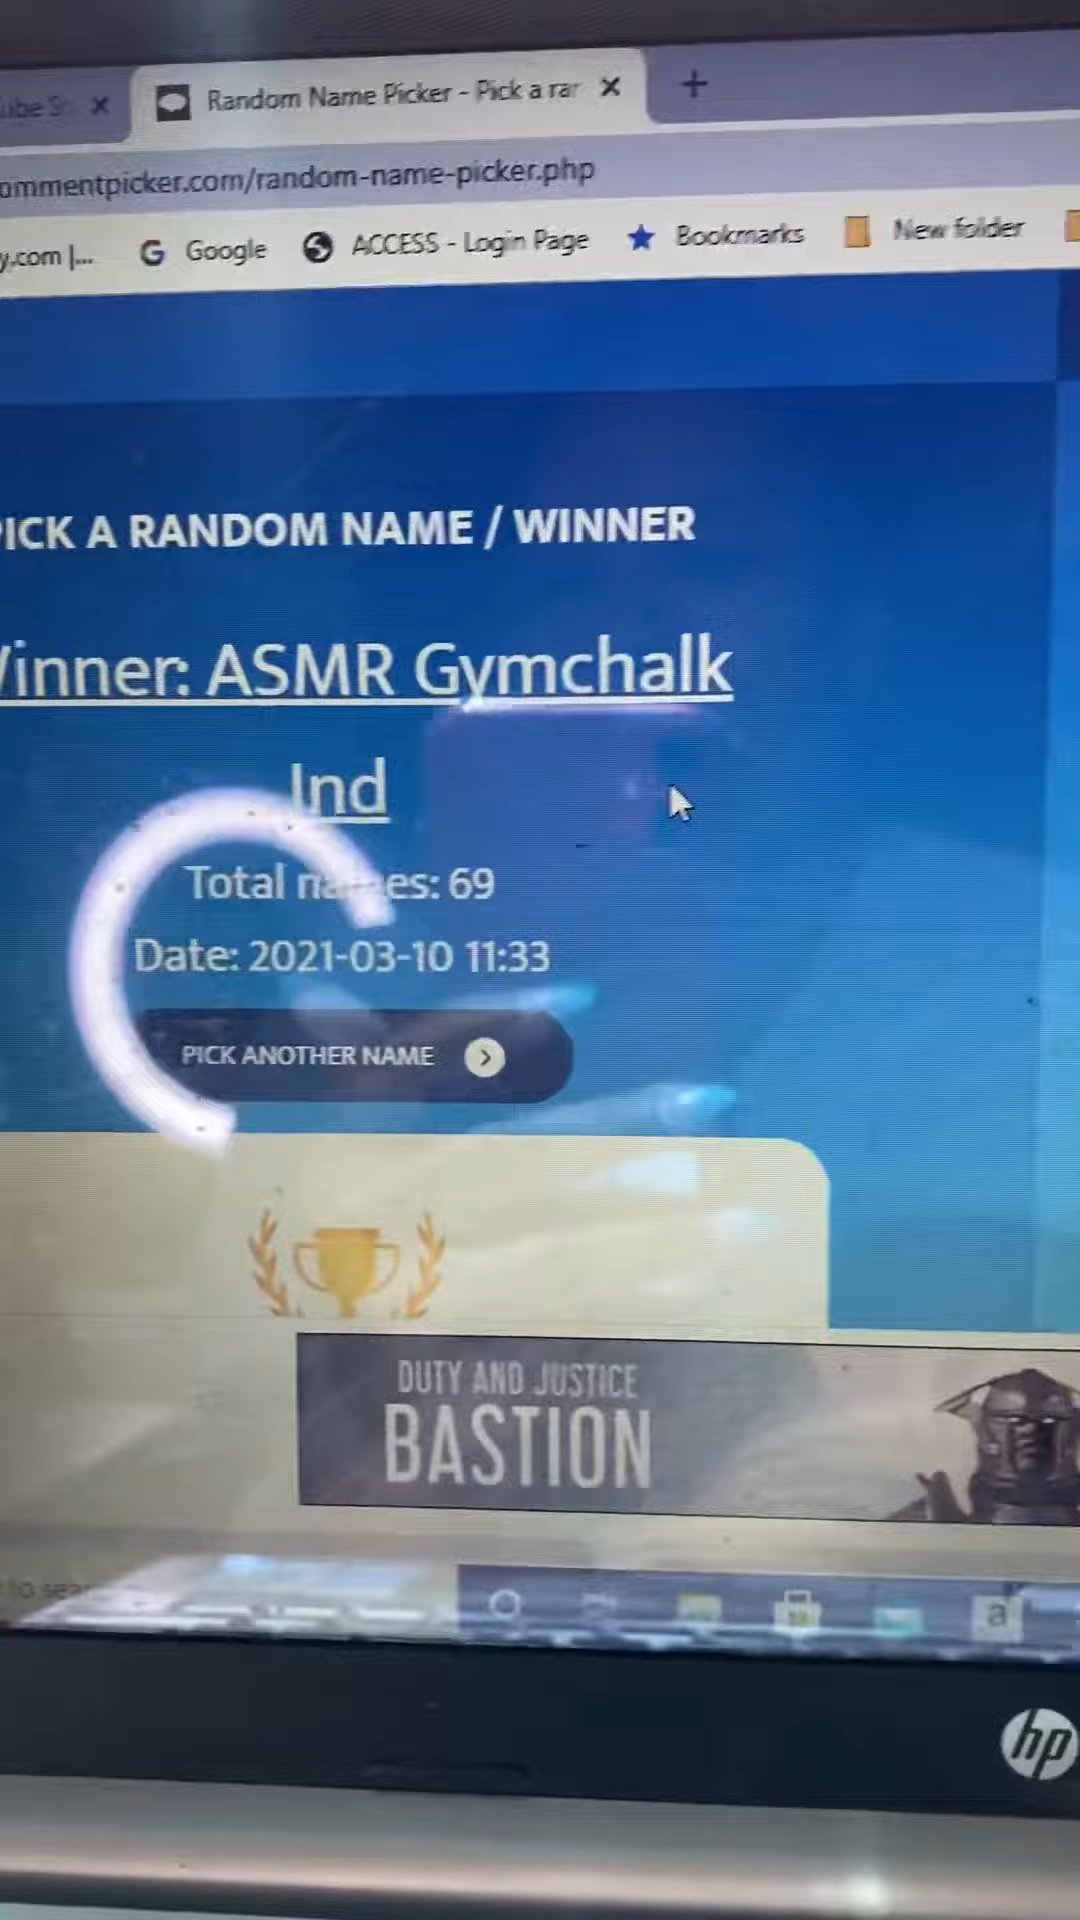 Random Name Picker - Pick a rar
ommentpicker.com/random-name-picker.php
y.com |... Google ACCESS - Login Page Bookmarks New folder
PICK A RANDOM NAME / WINNER
Winner: ASMR Gymchalk
Ind
Total names: 69
Date: 2021-03-10 11:33
PICK ANOTHER NAME
DUTY AND JUSTICE
BASTION
a
hp